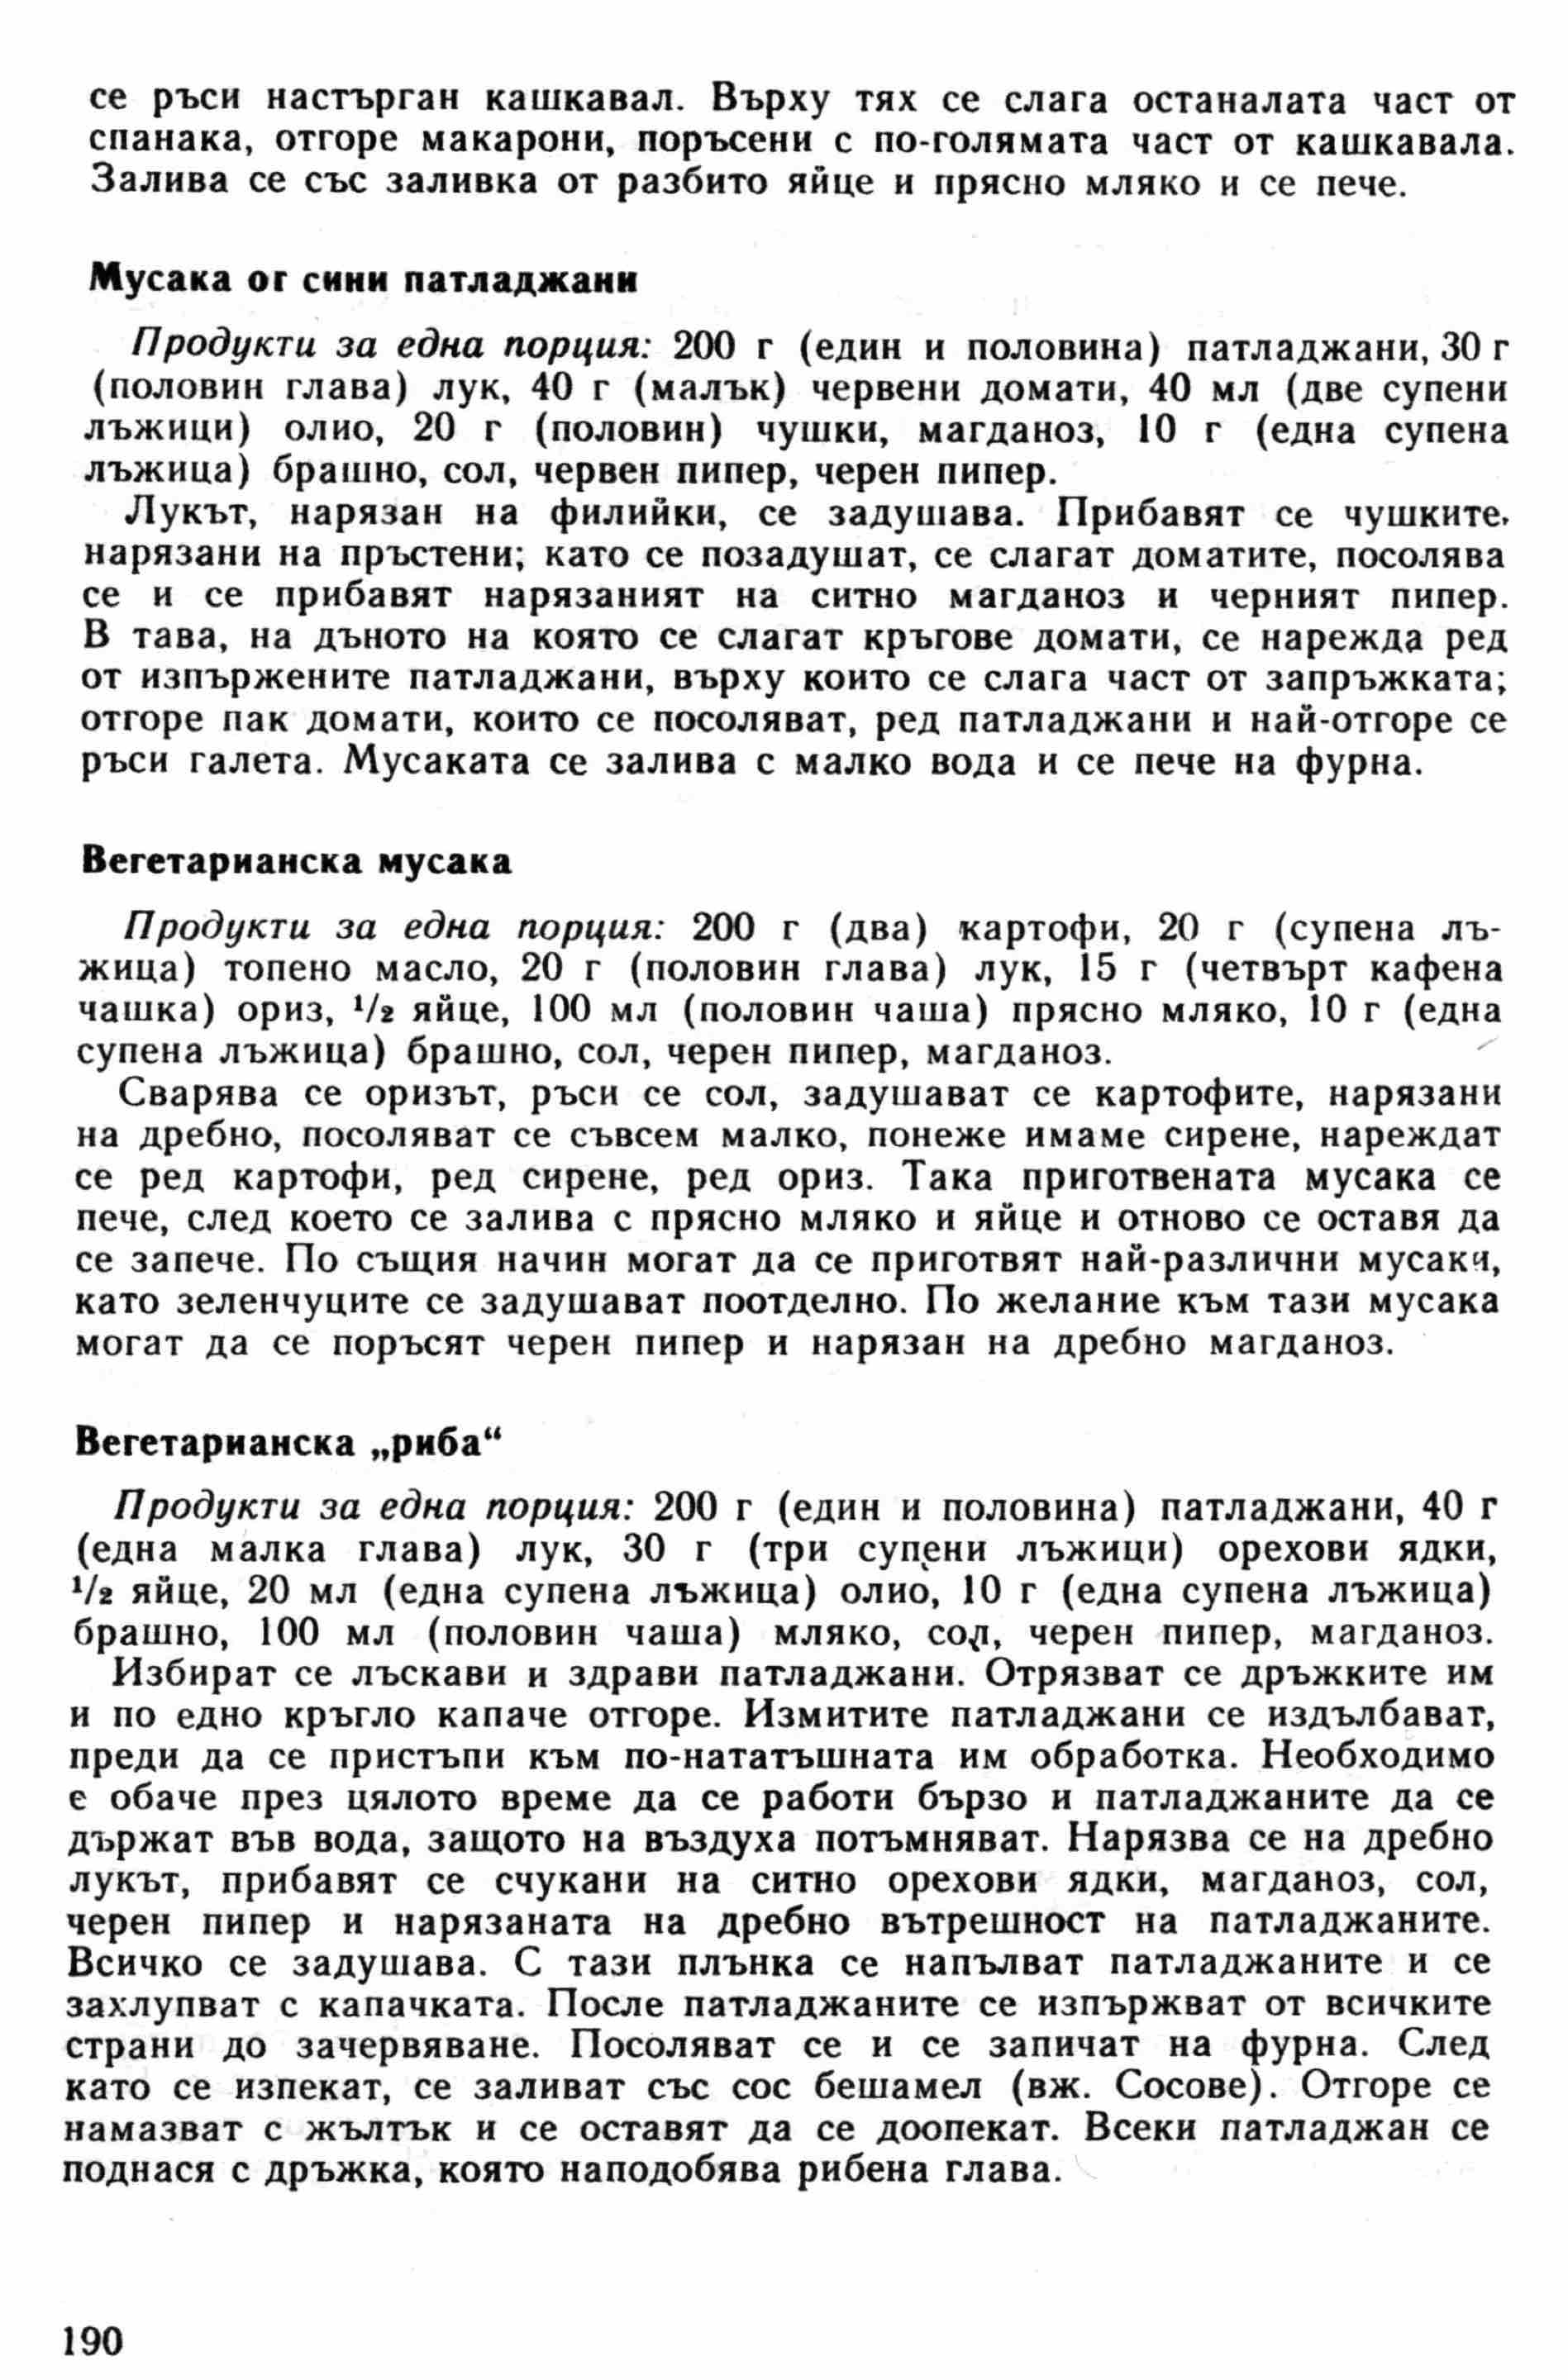 се ръси настърган кашкавал. Върху тях се слага останалата част от
спанака, отгоре макарони, поръсени с по-голямата част от кашкавала.
Залива се със заливка от разбито яйце и прясно мляко и се пече.
Мусака от сини патладжани
Продукти за една порция: 200 г (един и половина) патладжани, 30 г
(половин глава) лук, 40 г (малък) червени домати, 40 мл (две супени
лъжици) олио, 20 г (половин) чушки, магданоз, 10 г (една супена
лъжица) брашно, сол, червен пипер, черен пипер.
Лукът, нарязан на филийки, се задушава. Прибавят се чушките,
нарязани на пръстени; като се позадушат, се слагат доматите, посолява
се и се прибавят нарязаният на ситно магданоз и черният пипер.
В тава, на дъното на която се слагат кръгове домати, се нарежда ред
от изпържените патладжани, върху които се слага част от запръжката;
отгоре пак домати, които се посоляват, ред патладжани и най-отгоре се
ръси галета. Мусаката се залива с малко вода и се пече на фурна.
Вегетарианска мусака
Продукти за една порция: 200 г (два) картофи, 20 г (супена лъ-
жица) топено масло, 20 г (половин глава) лук, 15 г (четвърт кафена
чашка) ориз, 1/2 яйце, 100 мл (половин чаша) прясно мляко, 10 г (една
супена лъжица) брашно, сол, черен пипер, магданоз.
Сварява се оризът, ръси се сол, задушават се картофите, нарязани
на дребно, посоляват се съвсем малко, понеже имаме сирене, нареждат
се ред картофи, ред сирене, ред ориз. Така приготвената мусака се
пече, след което се залива с прясно мляко и яйце и отново се оставя да
се запече. По същия начин могат да се приготвят най-различни мусаки,
като зеленчуците се задушават поотделно. По желание към тази мусака
могат да се поръсят черен пипер и нарязан на дребно магданоз.
Вегетарианска „риба“
Продукти за една порция: 200 г (един и половина) патладжани, 40 г
(една малка глава) лук, 30 г (три супени лъжици) орехови ядки,
1/2 яйце, 20 мл (една супена лъжица) олио, 10 г (една супена лъжица)
брашно, 100 мл (половин чаша) мляко, сол, черен пипер, магданоз.
Избират се лъскави и здрави патладжани. Отрязват се дръжките им
и по едно кръгло капаче отгоре. Измитите патладжани се издълбават,
преди да се пристъпи към по-нататъшната им обработка. Необходимо
е обаче през цялото време да се работи бързо и патладжаните да се
държат във вода, защото на въздуха потъмняват. Нарязва се на дребно
лукът, прибавят се счукани на ситно орехови ядки, магданоз, сол,
черен пипер и нарязаната на дребно вътрешност на патладжаните.
Всичко се задушава. С тази плънка се напълват патладжаните и се
захлупват с капачката. После патладжаните се изпържват от всичките
страни до зачервяване. Посоляват се и се запичат на фурна. След
като се изпекат, се заливат със сос бешамел (вж. Сосове). Отгоре се
намазват с жълтък и се оставят да се доопекат. Всеки патладжан се
поднася с дръжка, която наподобява рибена глава.
190